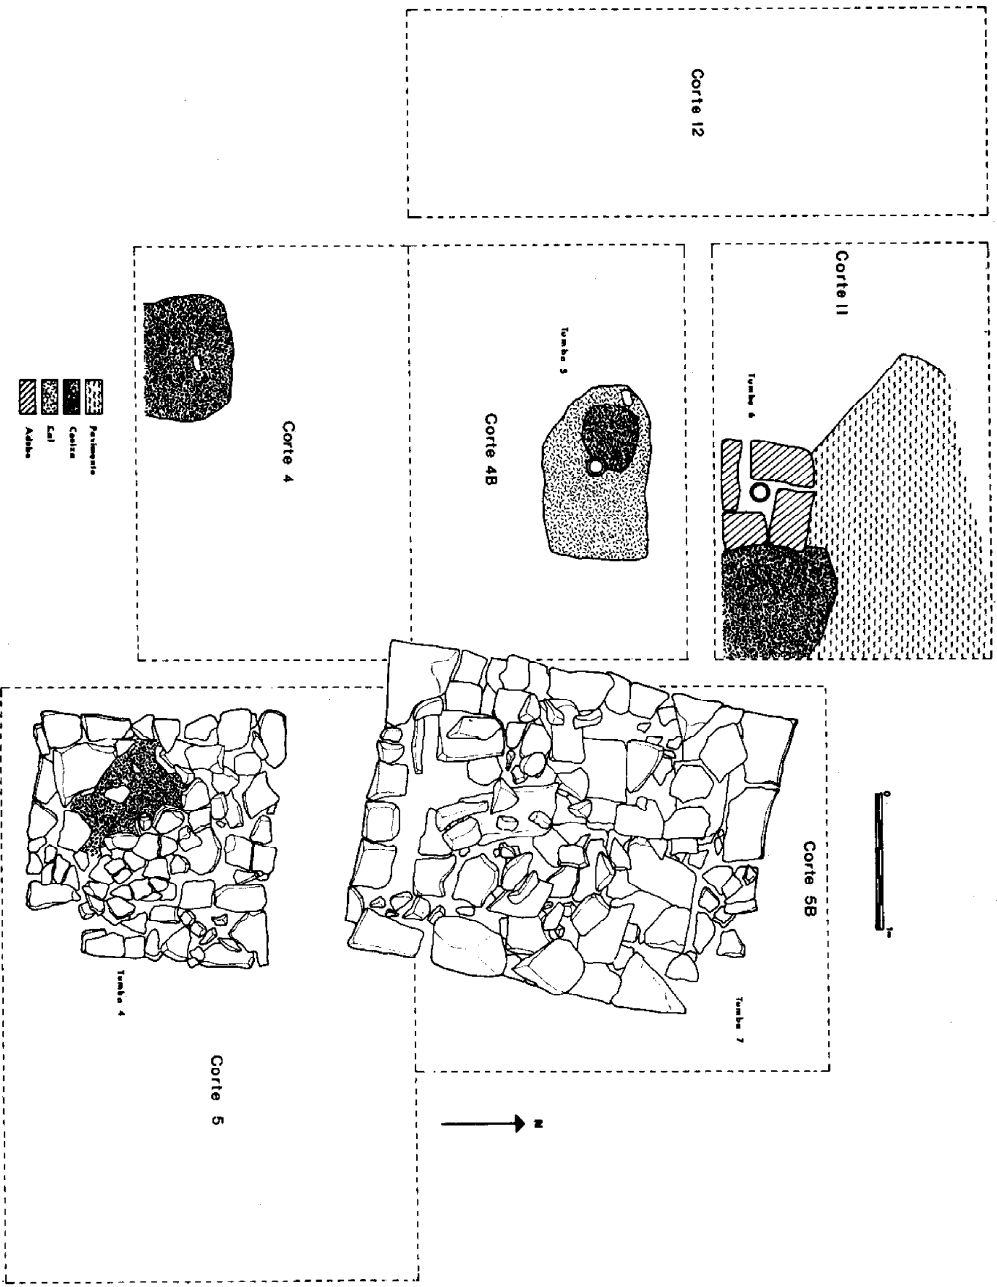 Corte 12
Corte 11
Tumba 6
Tumba 5
Corte 4B
Corte 4
Pavimento
Ceniza
Cal
Adobe
0
1m
Corte 5B
Tumba 7
Tumba 4
Corte 5
N